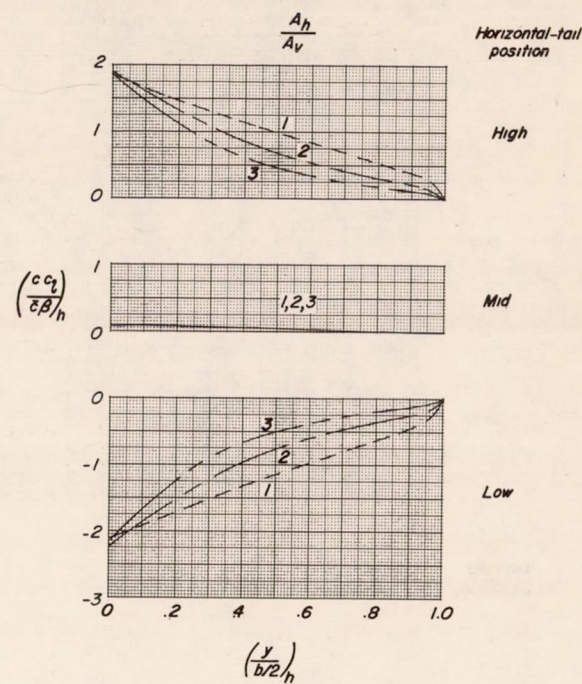 A_h / A_v
Horizontal-tail
position
2
1
0
1
2
3
High
1
0
(c c_l / c̄ β)_h
1,2,3
Mid
0
-1
-2
-3
3
2
1
Low
0 .2 .4 .6 .8 1.0
(y / b/2)_h